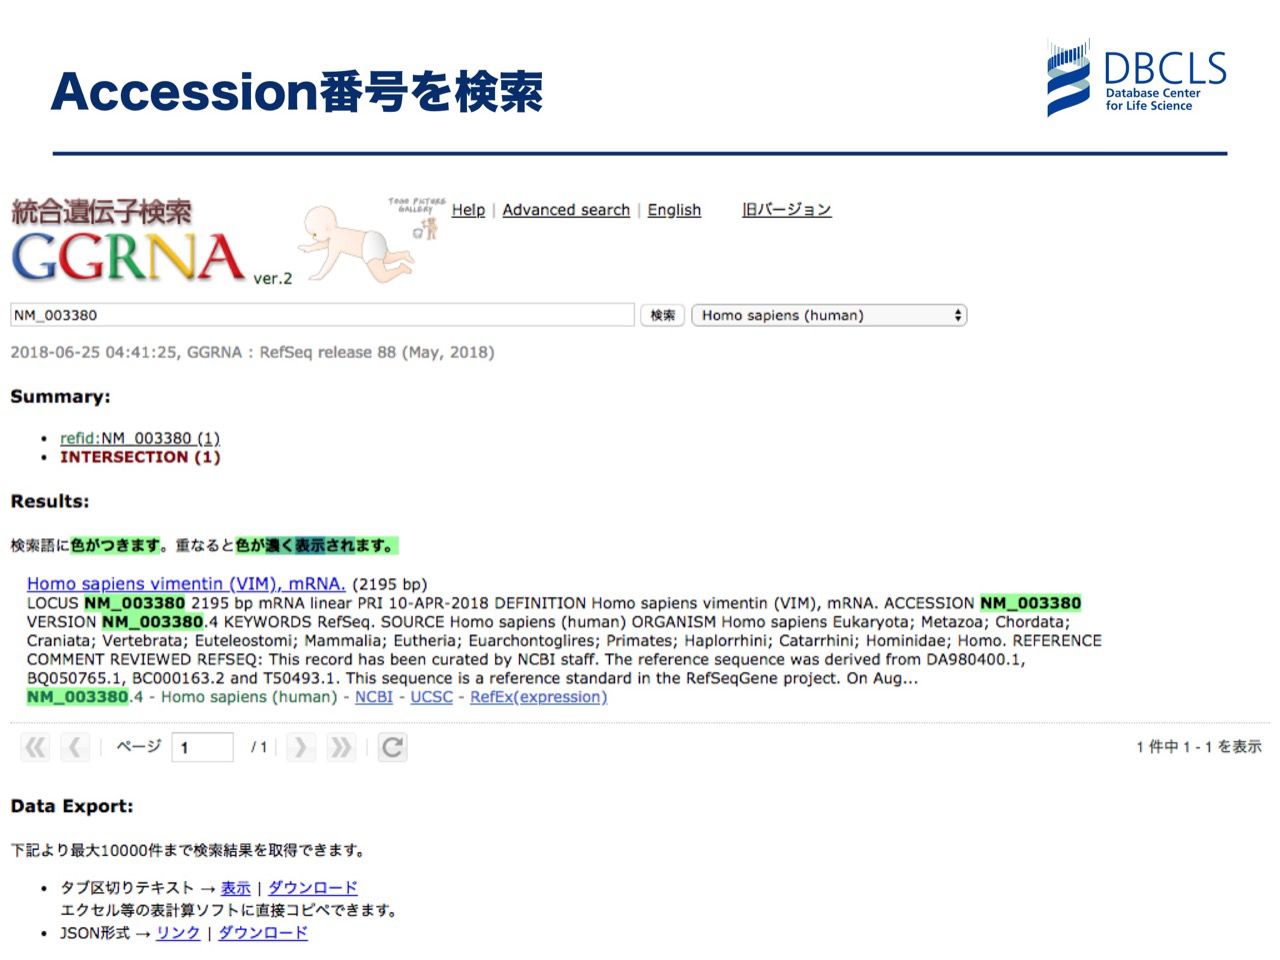 Accession番号を検索
DBCLS
Database Center
for Life Science
統合遺伝子検索
GGRNA ver.2
TOGO PICTURE
GALLERY
Help | Advanced search | English 旧バージョン
NM_003380 検索 Homo sapiens (human)
2018-06-25 04:41:25, GGRNA : RefSeq release 88 (May, 2018)
Summary:
• refid:NM_003380 (1)
• INTERSECTION (1)
Results:
検索語に色がつきます。重なると色が濃く表示されます。
Homo sapiens vimentin (VIM), mRNA. (2195 bp)
LOCUS NM_003380 2195 bp mRNA linear PRI 10-APR-2018 DEFINITION Homo sapiens vimentin (VIM), mRNA. ACCESSION NM_003380
VERSION NM_003380.4 KEYWORDS RefSeq. SOURCE Homo sapiens (human) ORGANISM Homo sapiens Eukaryota; Metazoa; Chordata;
Craniata; Vertebrata; Euteleostomi; Mammalia; Eutheria; Euarchontoglires; Primates; Haplorrhini; Catarrhini; Hominidae; Homo. REFERENCE
COMMENT REVIEWED REFSEQ: This record has been curated by NCBI staff. The reference sequence was derived from DA980400.1,
BQ050765.1, BC000163.2 and T50493.1. This sequence is a reference standard in the RefSeqGene project. On Aug...
NM_003380.4 - Homo sapiens (human) - NCBI - UCSC - RefEx(expression)
ページ 1 / 1 1 件中 1 - 1 を表示
Data Export:
下記より最大10000件まで検索結果を取得できます。
• タブ区切りテキスト → 表示 | ダウンロード
エクセル等の表計算ソフトに直接コピペできます。
• JSON形式 → リンク | ダウンロード